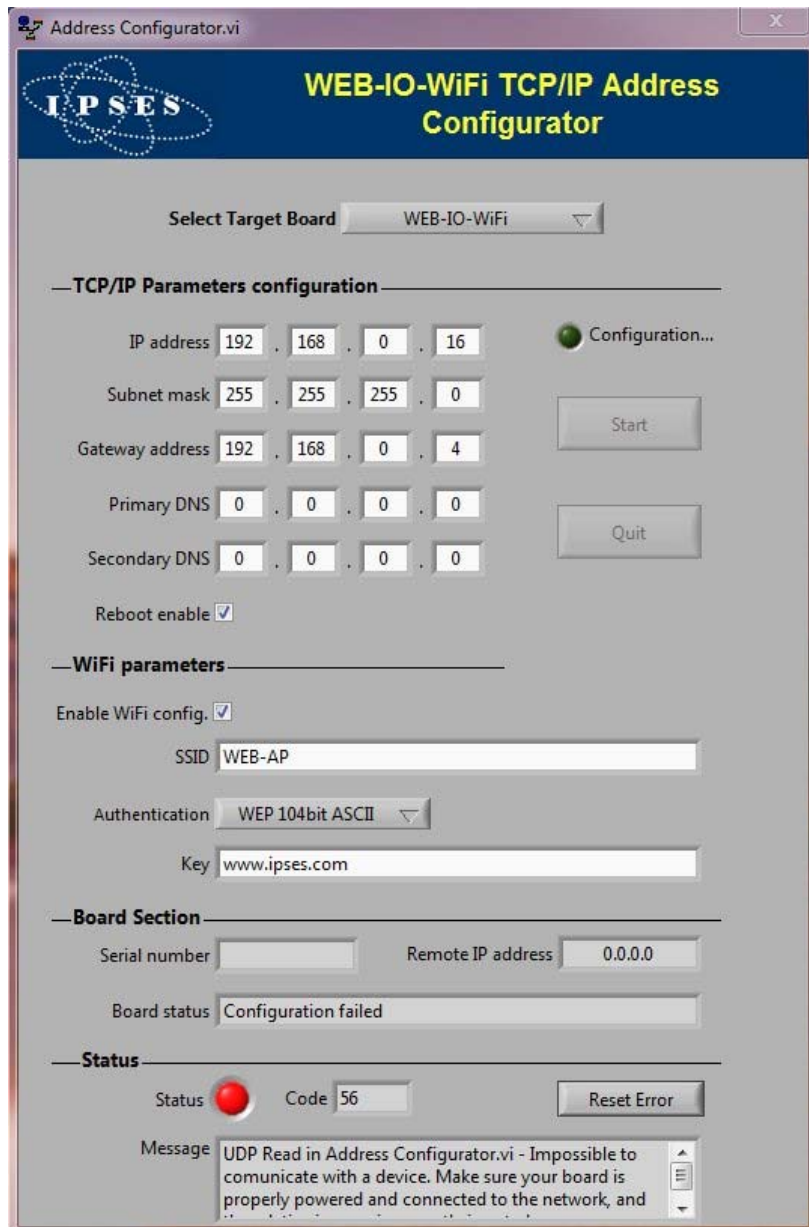 Address Configurator.vi
X
IPSES
WEB-IO-WiFi TCP/IP Address
Configurator
Select Target Board WEB-IO-WiFi
TCP/IP Parameters configuration
IP address 192 . 168 . 0 . 16
Configuration...
Subnet mask 255 . 255 . 255 . 0
Start
Gateway address 192 . 168 . 0 . 4
Primary DNS 0 . 0 . 0 . 0
Quit
Secondary DNS 0 . 0 . 0 . 0
Reboot enable
WiFi parameters
Enable WiFi config.
SSID WEB-AP
Authentication WEP 104bit ASCII
Key www.ipses.com
Board Section
Serial number
Remote IP address 0.0.0.0
Board status Configuration failed
Status
Status Code 56 Reset Error
Message UDP Read in Address Configurator.vi - Impossible to
comunicate with a device. Make sure your board is
properly powered and connected to the network, and